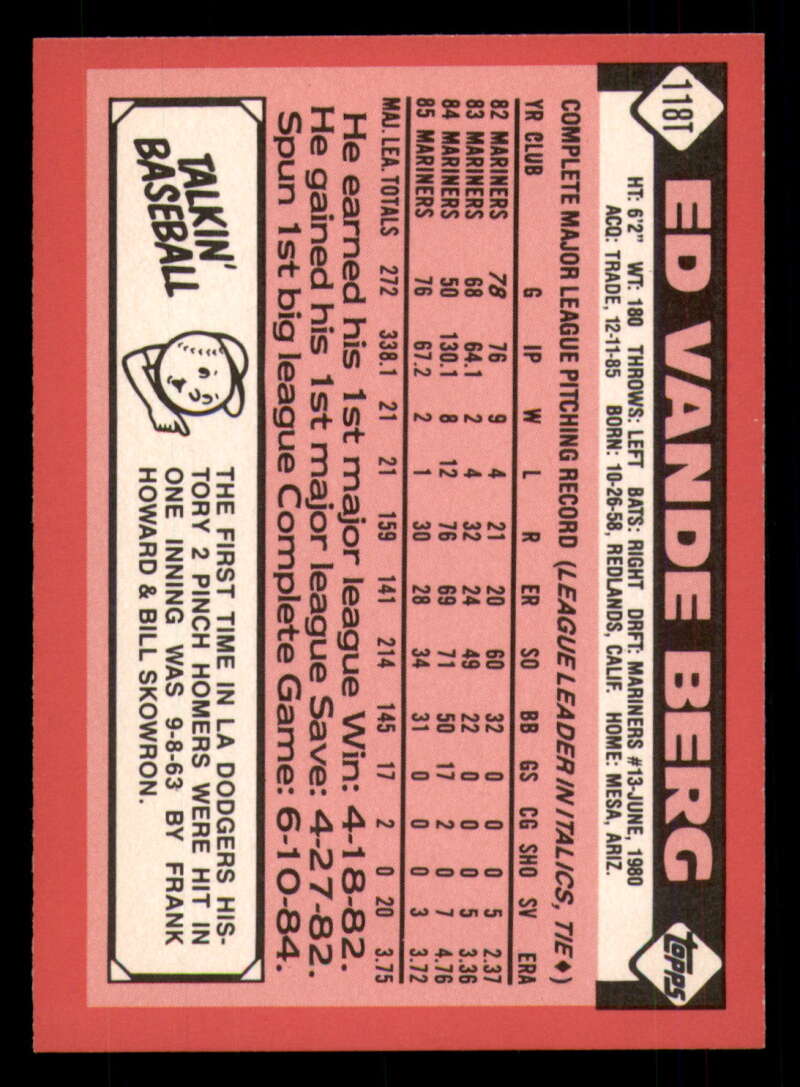 118T
ED VANDE BERG
topps
HT: 6'2" WT: 180 THROWS: LEFT BATS: RIGHT DRFT: MARINERS #13-JUNE, 1980
ACQ: TRADE, 12-11-85 BORN: 10-26-58, REDLANDS, CALIF. HOME: MESA, ARIZ.
COMPLETE MAJOR LEAGUE PITCHING RECORD (LEAGUE LEADER IN ITALICS, TIE♦)
YR CLUB G IP W L R ER SO BB GS CG SHO SV ERA
82 MARINERS 78 76 9 4 21 20 60 32 0 0 0 5 2.37
83 MARINERS 68 64.1 2 4 32 24 49 22 0 0 0 5 3.36
84 MARINERS 50 130.1 8 12 76 69 71 50 17 2 0 7 4.76
85 MARINERS 76 67.2 2 1 30 28 34 31 0 0 0 3 3.72
MAJ. LEA. TOTALS 272 338.1 21 21 159 141 214 145 17 2 0 20 3.75
He earned his 1st major league Win: 4-18-82.
He gained his 1st major league Save: 4-27-82.
Spun 1st big league Complete Game: 6-10-84.
TALKIN'
BASEBALL
THE FIRST TIME IN LA DODGERS HIS-
TORY 2 PINCH HOMERS WERE HIT IN
ONE INNING WAS 9-8-63 BY FRANK
HOWARD & BILL SKOWRON.